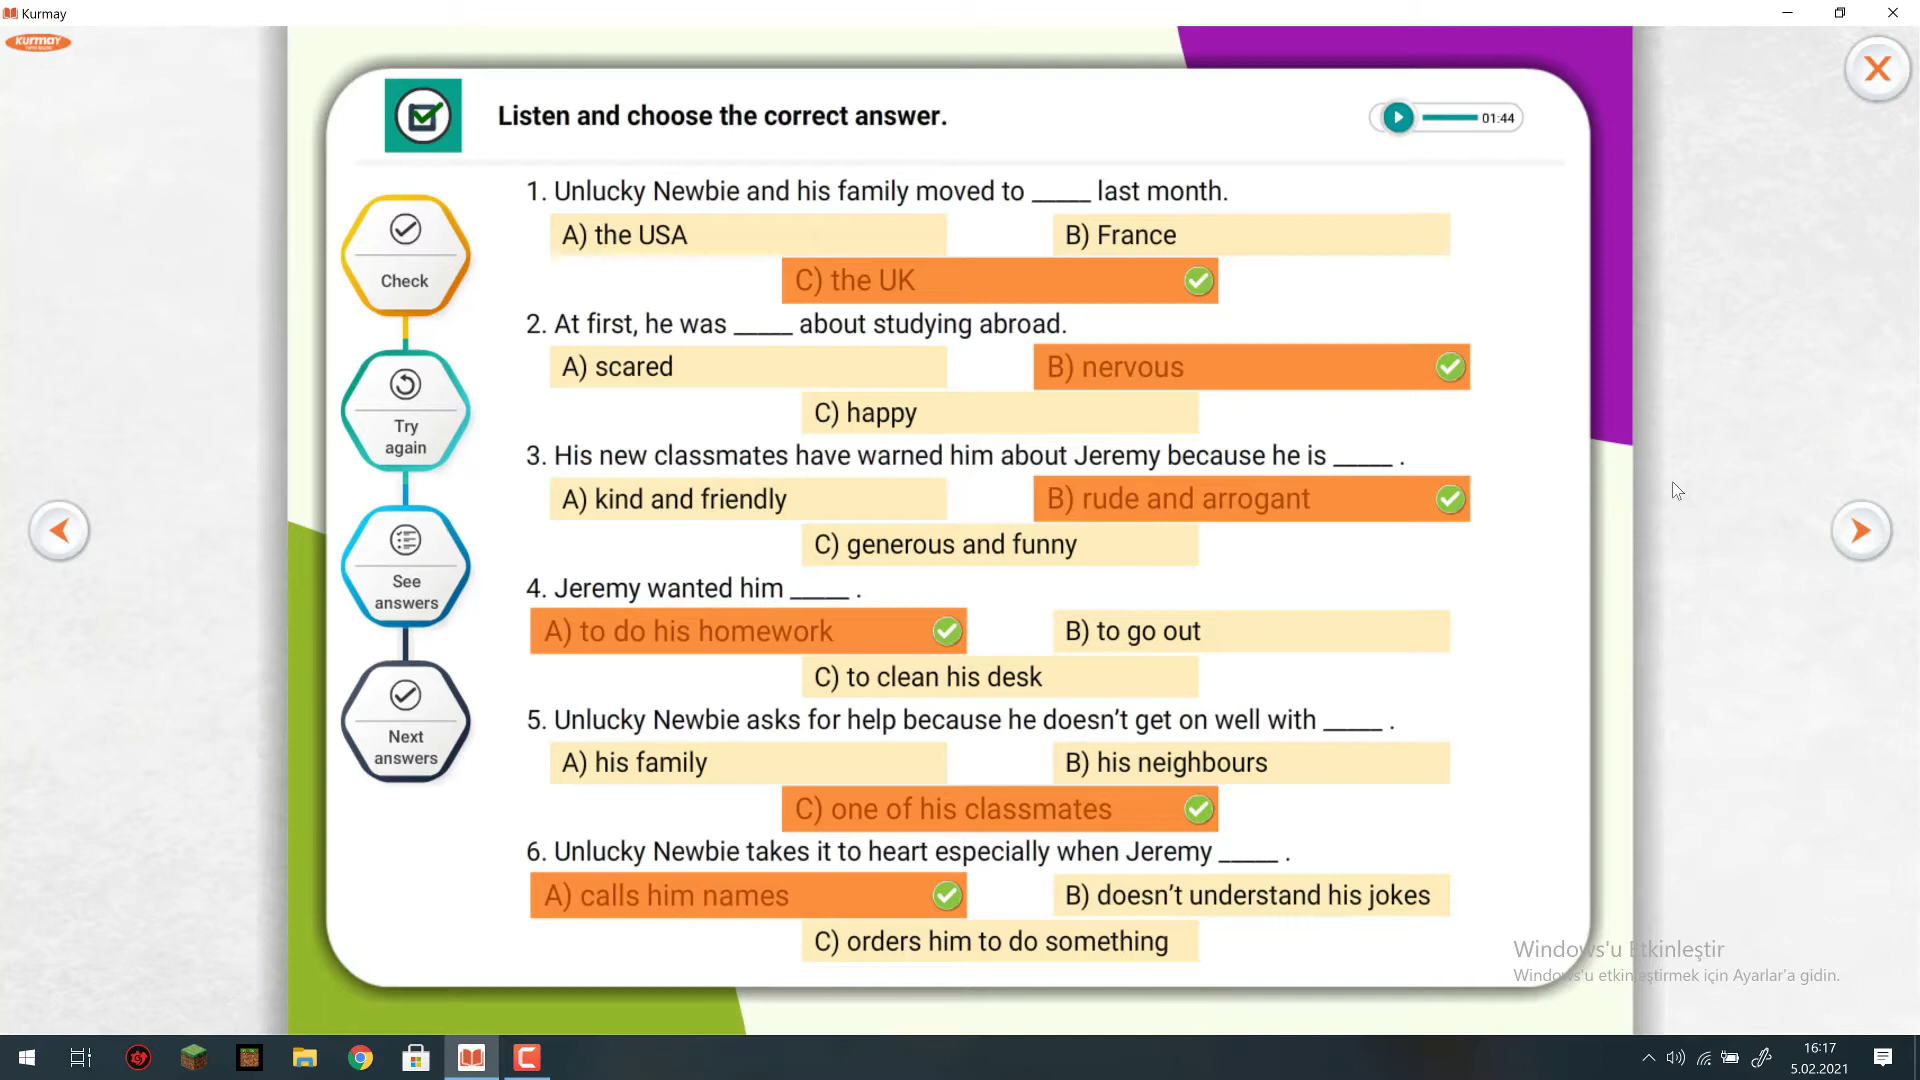 Kurmay
KURMAY
Listen and choose the correct answer.
01:44
1. Unlucky Newbie and his family moved to _____ last month.
A) the USA
B) France
C) the UK
2. At first, he was _____ about studying abroad.
A) scared
B) nervous
C) happy
3. His new classmates have warned him about Jeremy because he is _____ .
A) kind and friendly
B) rude and arrogant
C) generous and funny
4. Jeremy wanted him _____ .
A) to do his homework
B) to go out
C) to clean his desk
5. Unlucky Newbie asks for help because he doesn't get on well with _____ .
A) his family
B) his neighbours
C) one of his classmates
6. Unlucky Newbie takes it to heart especially when Jeremy _____ .
A) calls him names
B) doesn't understand his jokes
C) orders him to do something
Check
Try
again
See
answers
Next
answers
Windows'u Etkinleştir
Windows'u etkinleştirmek için Ayarlar'a gidin.
16:17
5.02.2021